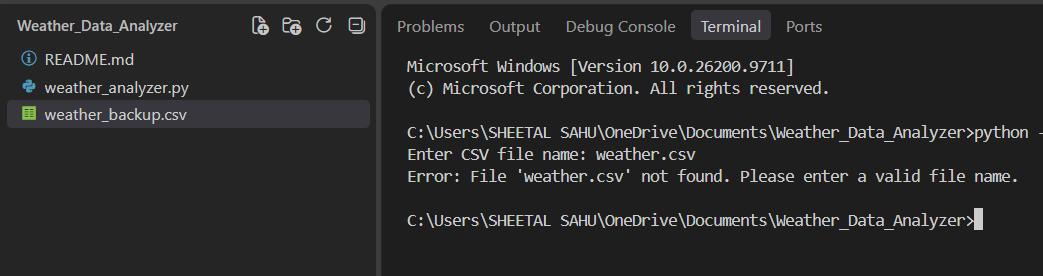 Weather_Data_Analyzer
README.md
weather_analyzer.py
weather_backup.csv
Problems Output Debug Console Terminal Ports
Microsoft Windows [Version 10.0.26200.9711]
(c) Microsoft Corporation. All rights reserved.
C:\Users\SHEETAL SAHU\OneDrive\Documents\Weather_Data_Analyzer>python -
Enter CSV file name: weather.csv
Error: File 'weather.csv' not found. Please enter a valid file name.
C:\Users\SHEETAL SAHU\OneDrive\Documents\Weather_Data_Analyzer>